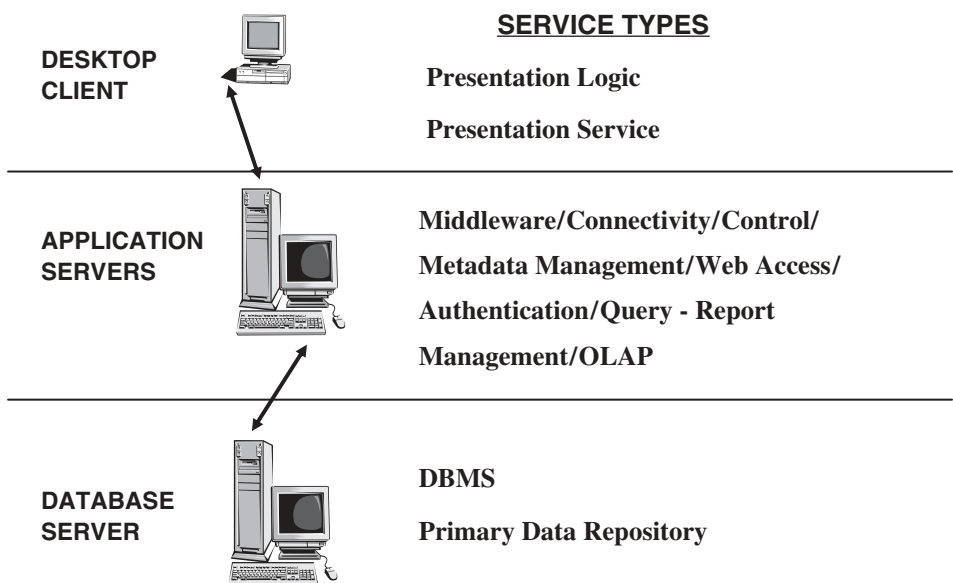 SERVICE TYPES
DESKTOP
CLIENT
Presentation Logic
Presentation Service
APPLICATION
SERVERS
Middleware/Connectivity/Control/
Metadata Management/Web Access/
Authentication/Query - Report
Management/OLAP
DATABASE
SERVER
DBMS
Primary Data Repository